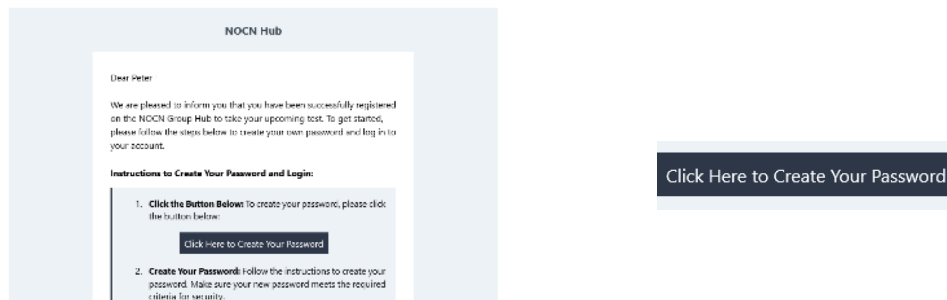 NOCN Hub
Dear Peter
We are pleased to inform you that you have been successfully registered
on the NOCN Group Hub to take your upcoming test. To get started,
please follow the steps below to create your own password and log in to
your account.
Instructions to Create Your Password and Login:
1. Click the Button Below: To create your password, please click
the button below:
Click Here to Create Your Password
2. Create Your Password: Follow the instructions to create your
password. Make sure your new password meets the required
criteria for security.
Click Here to Create Your Password